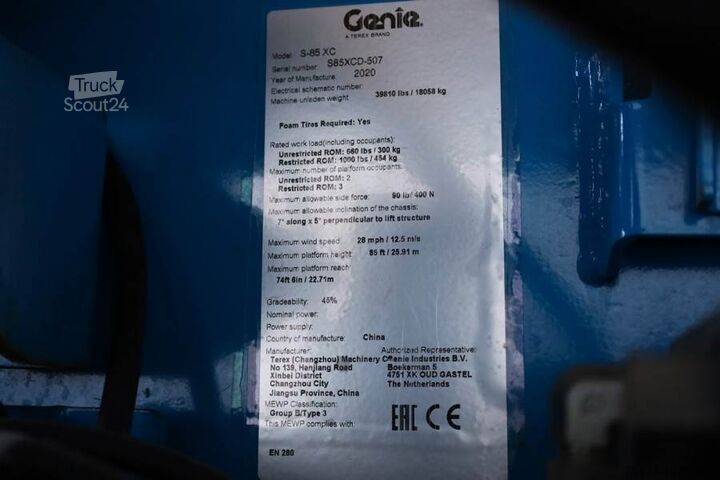 Genie
A TEREX BRAND
Truck
Scout24
Model: S-85 XC
Serial number: S85XCD-507
Year of Manufacture: 2020
Electrical schematic number:
Machine unladen weight: 39810 lbs / 18058 kg
Foam Tires Required: Yes
Rated work load(including occupants):
Unrestricted ROM: 660 lbs / 300 kg
Restricted ROM: 1000 lbs / 454 kg
Maximum number of platform occupants:
Unrestricted ROM: 2
Restricted ROM: 3
Maximum allowable side force: 90 lb/ 400 N
Maximum allowable inclination of the chassis:
7° along x 5° perpendicular to lift structure
Maximum wind speed: 28 mph / 12.5 m/s
Maximum platform height: 85 ft / 25.91 m
Maximum platform reach:
74ft 6in / 22.71m
Gradeability: 45%
Nominal power:
Power supply:
Country of manufacture: China
Manufacturer: Authorized Representative:
Terex (Changzhou) Machinery C Genie Industries B.V.
No 139, Hanjiang Road Boekerman 5
Xinbei District 4751 XK OUD GASTEL
Changzhou City The Netherlands
Jiangsu Province, China
MEWP Classification:
Group B/Type 3
This MEWP complies with:
EAC CE
EN 280